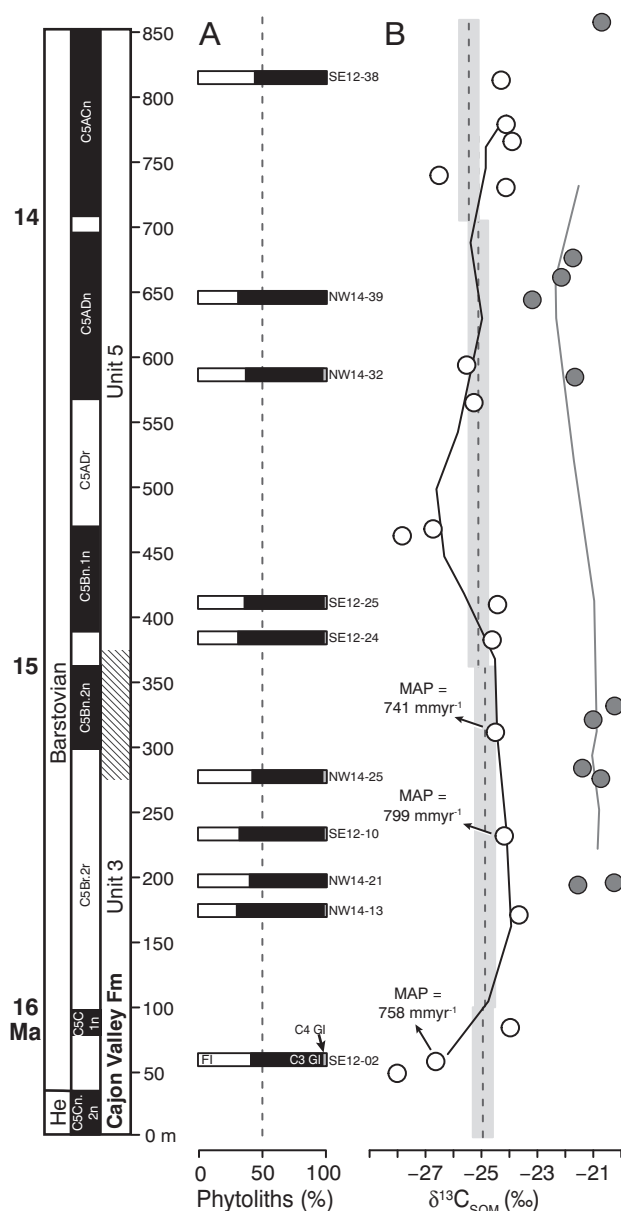 A
B
850
800
750
700
650
600
550
500
450
400
350
300
250
200
150
100
50
0 m
14
15
16
Ma
Barstovian
He
C5ACn
C5ADn
C5ADr
C5Bn.1n
C5Bn.2n
C5Br.2r
C5C
1n
C5Cn.
2n
Unit 5
Unit 3
Cajon Valley Fm
SE12-38
NW14-39
NW14-32
SE12-25
SE12-24
NW14-25
SE12-10
NW14-21
NW14-13
C4 GI
FI
C3 GI
SE12-02
MAP =
741 mmyr⁻¹
MAP =
799 mmyr⁻¹
MAP =
758 mmyr⁻¹
0 50 100
Phytoliths (%)
−27 −25 −23 −21
δ¹³C_SOM (‰)